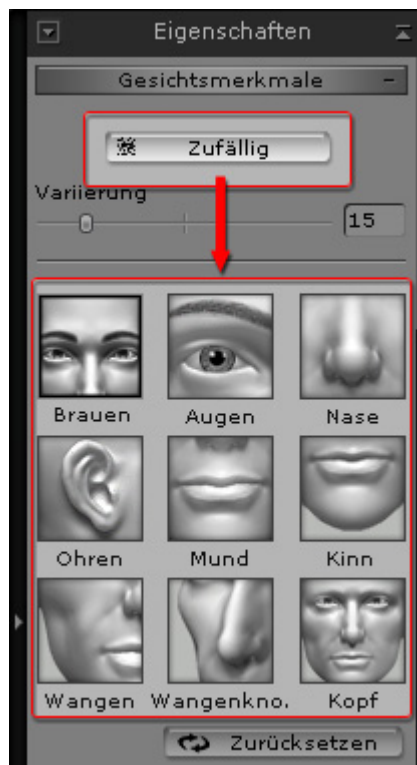 Eigenschaften
Gesichtsmerkmale
Zufällig
Variierung
15
Brauen Augen Nase
Ohren Mund Kinn
Wangen Wangenkno. Kopf
Zurücksetzen